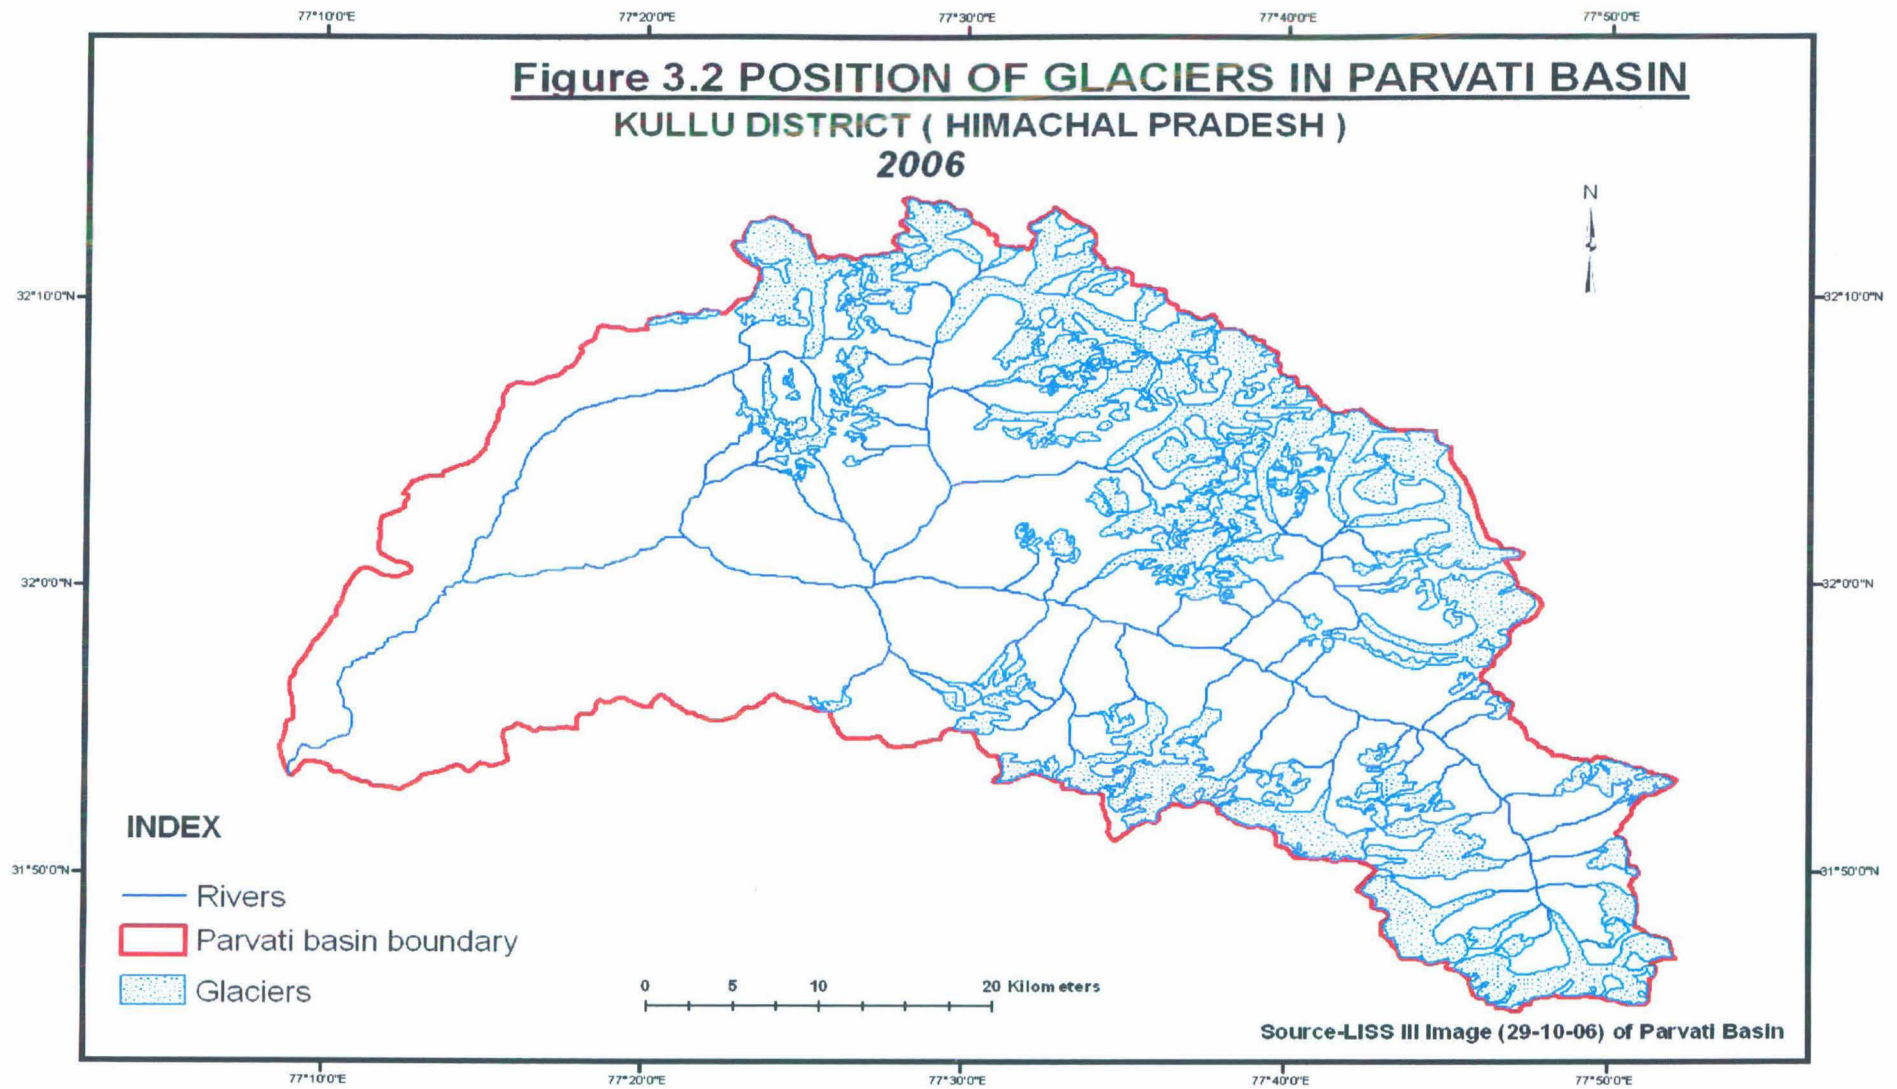 77°10'0"E 77°20'0"E 77°30'0"E 77°40'0"E 77°50'0"E
Figure 3.2 POSITION OF GLACIERS IN PARVATI BASIN
KULLU DISTRICT ( HIMACHAL PRADESH )
2006
N
32°10'0"N 32°10'0"N
32°0'0"N 32°0'0"N
31°50'0"N 31°50'0"N
INDEX
Rivers
Parvati basin boundary
Glaciers
0 5 10 20 Kilometers
Source-LISS III Image (29-10-06) of Parvati Basin
77°10'0"E 77°20'0"E 77°30'0"E 77°40'0"E 77°50'0"E